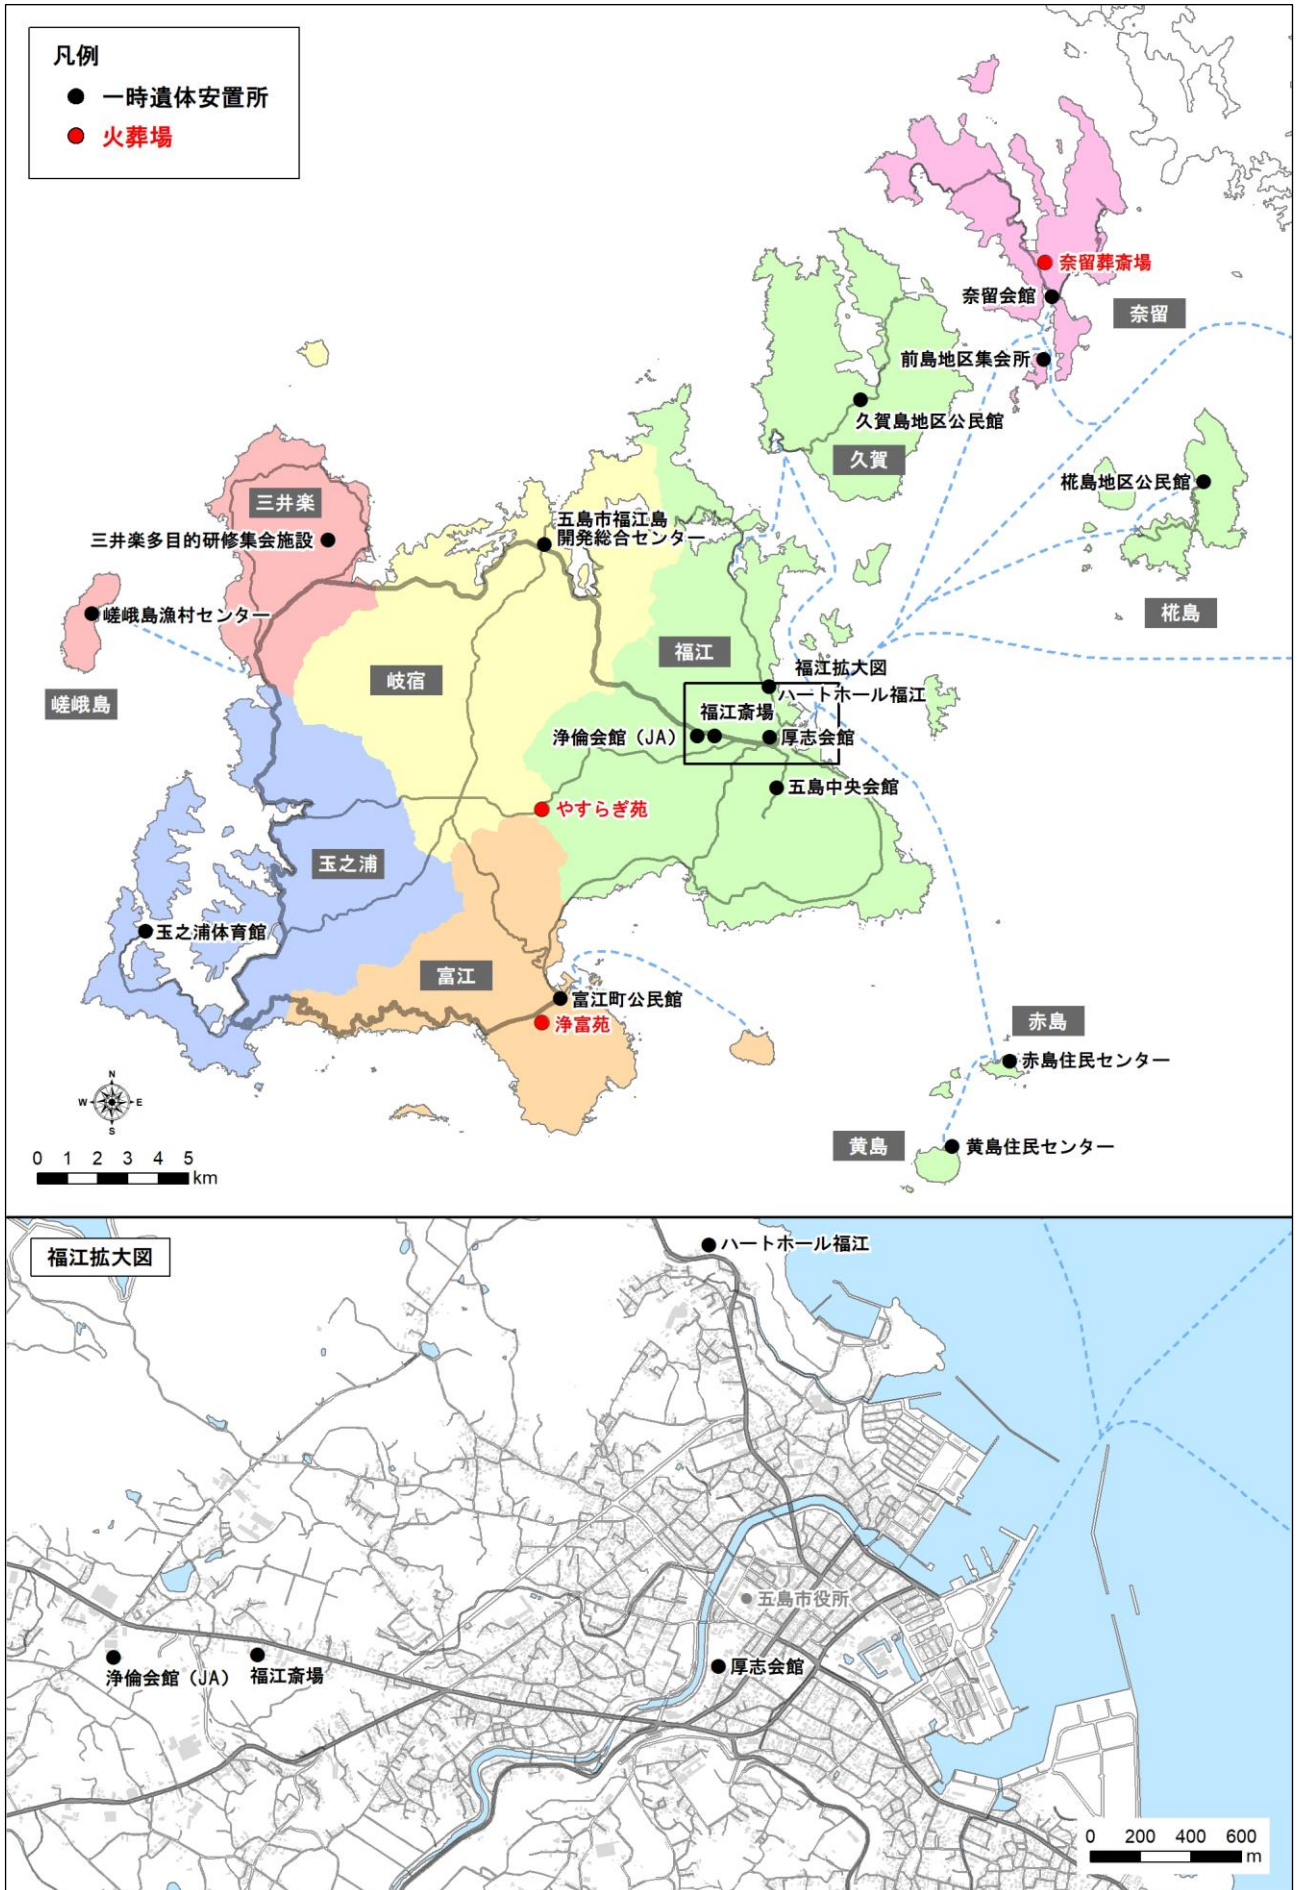 凡例
一時遺体安置所
火葬場
奈留葬斎場
奈留会館
奈留
前島地区集会所
久賀島地区公民館
久賀
椛島地区公民館
三井楽
五島市福江島
開発総合センター
三井楽多目的研修集会施設
嵯峨島漁村センター
椛島
福江
福江拡大図
岐宿
ハートホール福江
嵯峨島
福江斎場
浄倫会館(JA)
厚志会館
五島中央会館
やすらぎ苑
玉之浦
玉之浦体育館
富江
富江町公民館
浄富苑
赤島
赤島住民センター
N
W
E
S
黄島
黄島住民センター
0 1 2 3 4 5
km
福江拡大図
ハートホール福江
五島市役所
浄倫会館(JA)
福江斎場
厚志会館
0 200 400 600
m